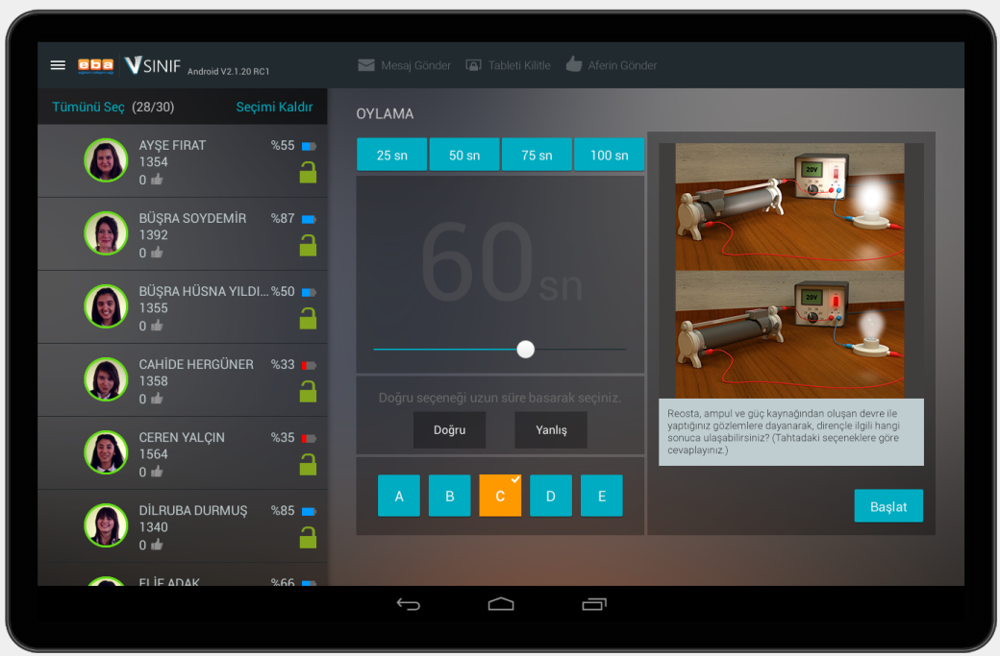 eba VSINIF Android V2.1.20 RC1
Mesaj Gönder Tableti Kilitle Aferin Gönder
Tümünü Seç (28/30) Seçimi Kaldır
AYŞE FIRAT %55
1354
0
BÜŞRA SOYDEMİR %87
1392
0
BÜŞRA HÜSNA YILDI... %50
1355
0
CAHİDE HERGÜNER %33
1358
0
CEREN YALÇIN %35
1564
0
DİLRUBA DURMUŞ %85
1340
0
ELİF ADAK %66
OYLAMA
25 sn 50 sn 75 sn 100 sn
60 sn
Doğru seçeneği uzun süre basarak seçiniz.
Doğru Yanlış
A B C D E
20V
20V
Reosta, ampul ve güç kaynağından oluşan devre ile
yaptığınız gözlemlere dayanarak, dirençle ilgili hangi
sonuca ulaşabilirsiniz? (Tahtadaki seçeneklere göre
cevaplayınız.)
Başlat